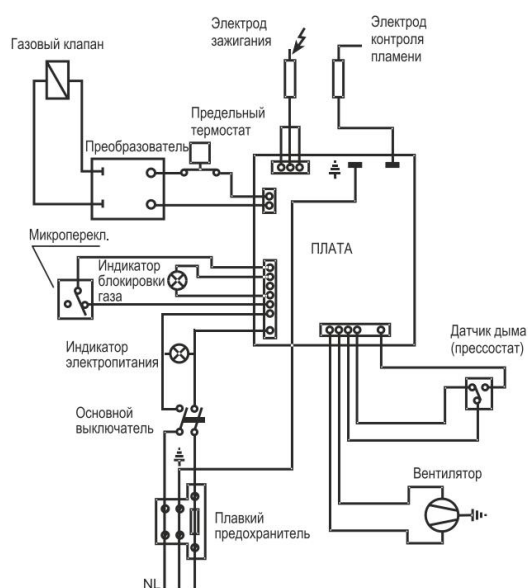 Электрод
зажигания
Электрод
контроля
пламени
Газовый клапан
Предельный
термостат
Преобразователь
Микроперекл.
Индикатор
блокировки
газа
ПЛАТА
Индикатор
электропитания
Датчик дыма
(прессостат)
Основной
выключатель
Вентилятор
Плавкий
предохранитель
NL